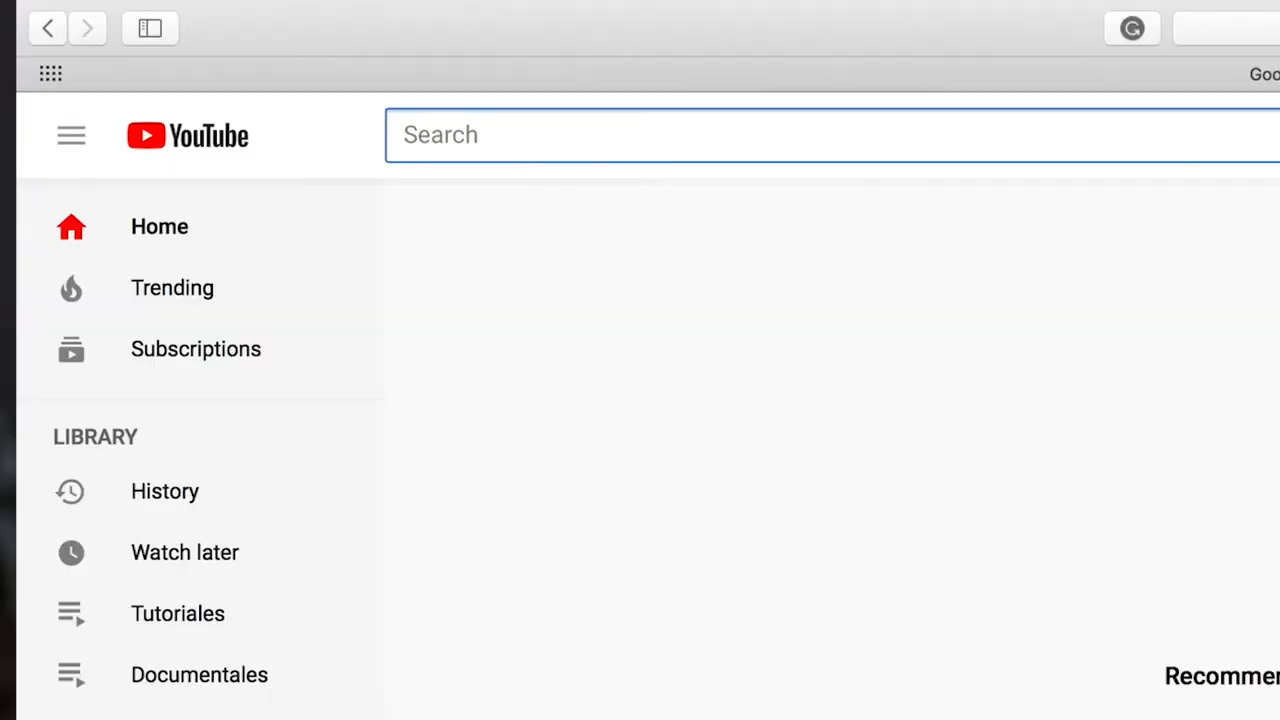 Goo
YouTube
Search
Home
Trending
Subscriptions
LIBRARY
History
Watch later
Tutoriales
Documentales
Recommen